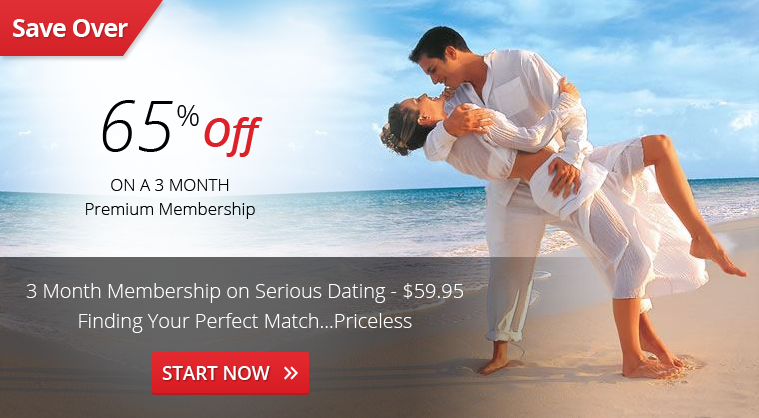 Save Over
65% Off
ON A 3 MONTH
Premium Membership
3 Month Membership on Serious Dating - $59.95
Finding Your Perfect Match...Priceless
START NOW »